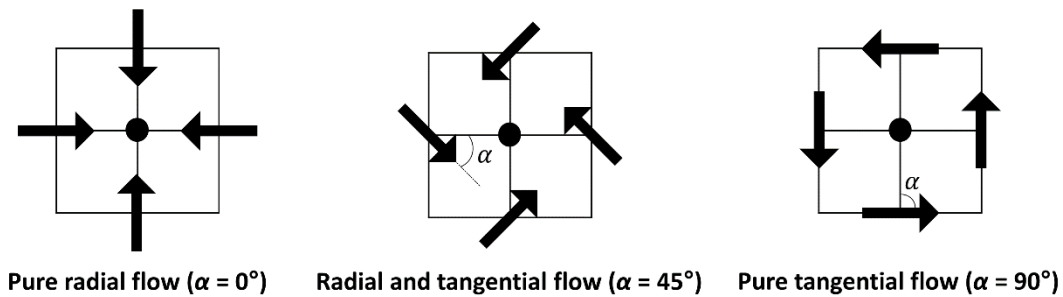 α
α
Pure radial flow (α = 0°)
Radial and tangential flow (α = 45°)
Pure tangential flow (α = 90°)